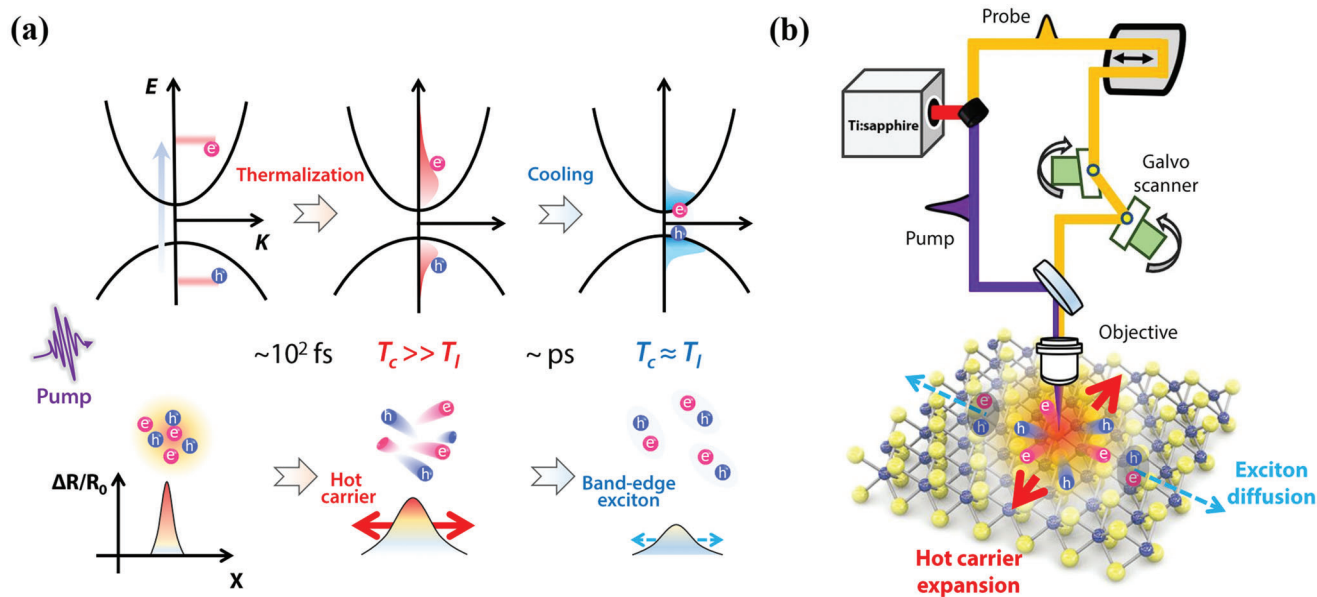 (a)
E
K
e
h
Thermalization
e
h
Cooling
e
h
Pump
~10² fs
T_c >> T_l
~ ps
T_c ≈ T_l
e h
h e
h
e
h
e
e
h
e
h
h
e
e
h
ΔR/R₀
X
Hot
carrier
Band-edge
exciton
(b)
Probe
Ti:sapphire
Galvo
scanner
Pump
Objective
e
h
e
h
h
e
e
h
h
e
Exciton
diffusion
Hot carrier
expansion